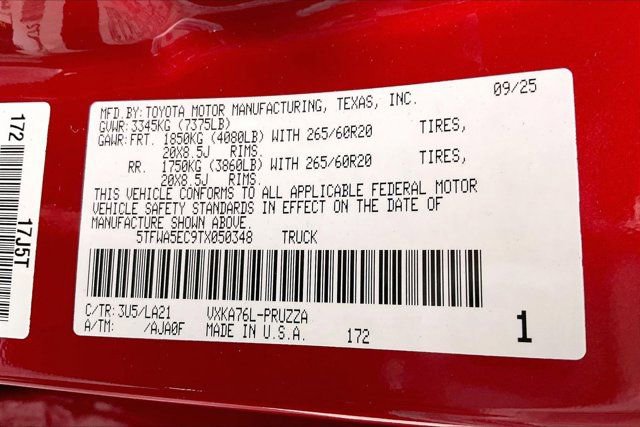 MFD.BY:TOYOTA MOTOR MANUFACTURING, TEXAS, INC. 09/25
GVWR:3345KG (7375LB)
GAWR:FRT. 1850KG (4080LB) WITH 265/60R20 TIRES,
20X8.5J RIMS.
RR. 1750KG (3860LB) WITH 265/60R20 TIRES,
20X8.5J RIMS.
THIS VEHICLE CONFORMS TO ALL APPLICABLE FEDERAL MOTOR
VEHICLE SAFETY STANDARDS IN EFFECT ON THE DATE OF
MANUFACTURE SHOWN ABOVE.
5TFWA5EC9TX050348 TRUCK
C/TR:3U5/LA21 VXKA76L-PRUZZA
A/TM: /AJA0F MADE IN U.S.A. 172 1
172 17J5T